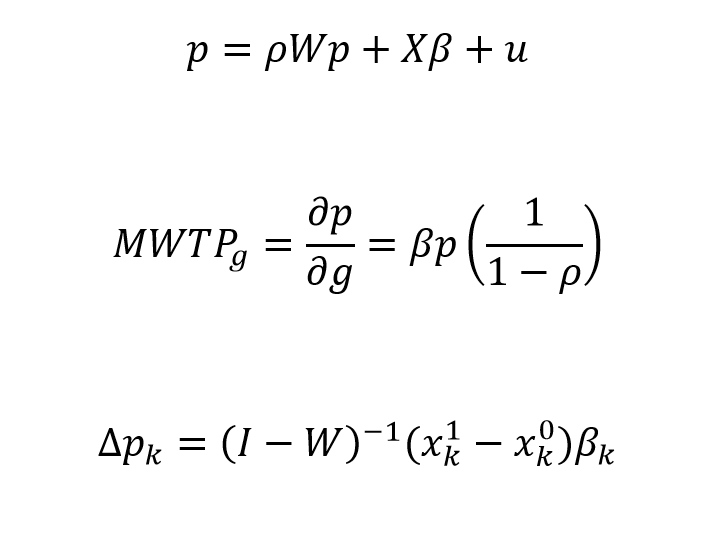 p = ρWp + Xβ + u
MWTP_g = ∂p/∂g = βp (1/(1 − ρ))
Δp_k = (I − W)^{−1}(x_k^1 − x_k^0)β_k